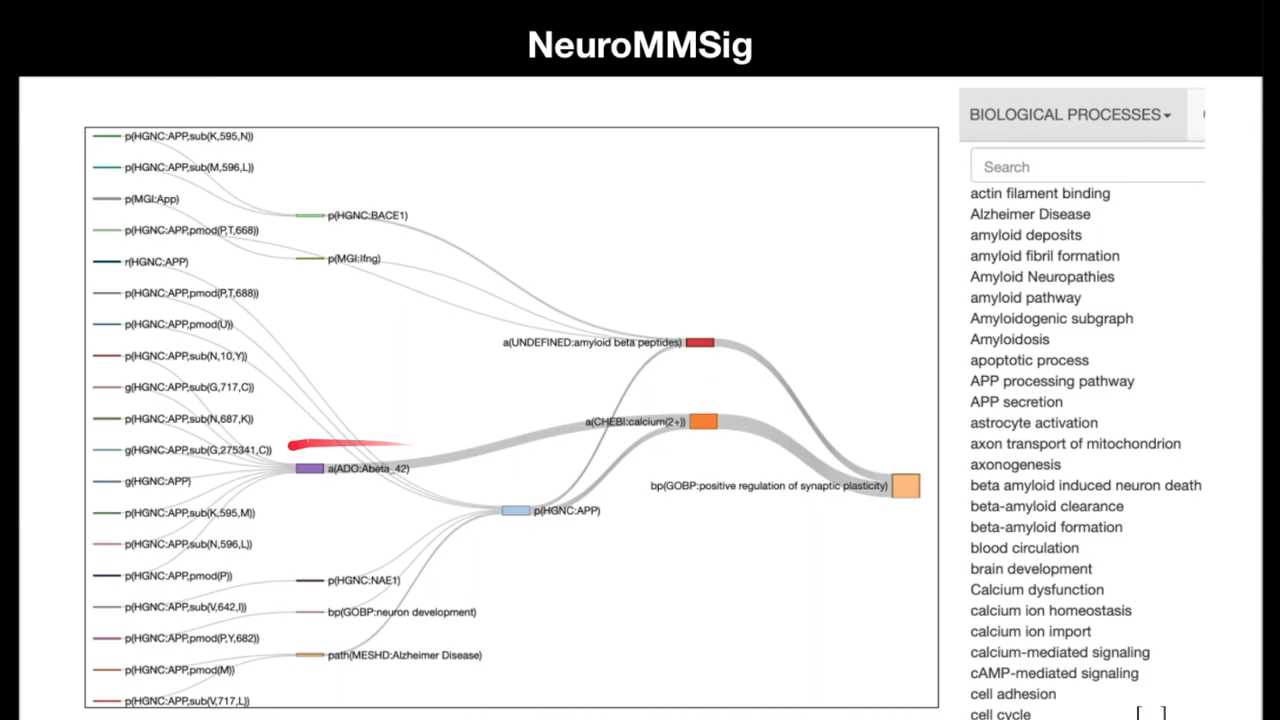 NeuroMMSig
p(HGNC:APP,sub(K,595,N))
p(HGNC:APP,sub(M,596,L))
p(MGI:App)
p(HGNC:APP,pmod(P,T,668))
r(HGNC:APP)
p(HGNC:APP,pmod(P,T,688))
p(HGNC:APP,pmod(U))
p(HGNC:APP,sub(N,10,Y))
g(HGNC:APP,sub(G,717,C))
p(HGNC:APP,sub(N,687,K))
g(HGNC:APP,sub(G,275341,C))
g(HGNC:APP)
p(HGNC:APP,sub(K,595,M))
p(HGNC:APP,sub(N,596,L))
p(HGNC:APP,pmod(P))
p(HGNC:APP,sub(V,642,I))
p(HGNC:APP,pmod(P,Y,682))
p(HGNC:APP,pmod(M))
p(HGNC:APP,sub(V,717,L))
p(HGNC:BACE1)
p(MGI:Ifng)
a(ADO:Abeta_42)
p(HGNC:NAE1)
bp(GOBP:neuron development)
path(MESHD:Alzheimer Disease)
p(HGNC:APP)
a(UNDEFINED:amyloid beta peptides)
a(CHEBI:calcium(2+))
bp(GOBP:positive regulation of synaptic plasticity)
BIOLOGICAL PROCESSES
Search
actin filament binding
Alzheimer Disease
amyloid deposits
amyloid fibril formation
Amyloid Neuropathies
amyloid pathway
Amyloidogenic subgraph
Amyloidosis
apoptotic process
APP processing pathway
APP secretion
astrocyte activation
axon transport of mitochondrion
axonogenesis
beta amyloid induced neuron death
beta-amyloid clearance
beta-amyloid formation
blood circulation
brain development
Calcium dysfunction
calcium ion homeostasis
calcium ion import
calcium-mediated signaling
cAMP-mediated signaling
cell adhesion
cell cycle